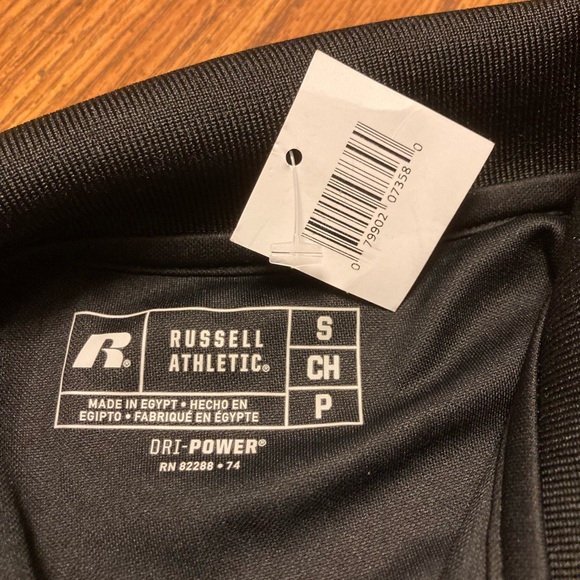 0 79902 07358 0
R®
RUSSELL
ATHLETIC®
S
CH
P
MADE IN EGYPT • HECHO EN
EGIPTO • FABRIQUÉ EN ÉGYPTE
DRI-POWER®
RN 82288 • 74